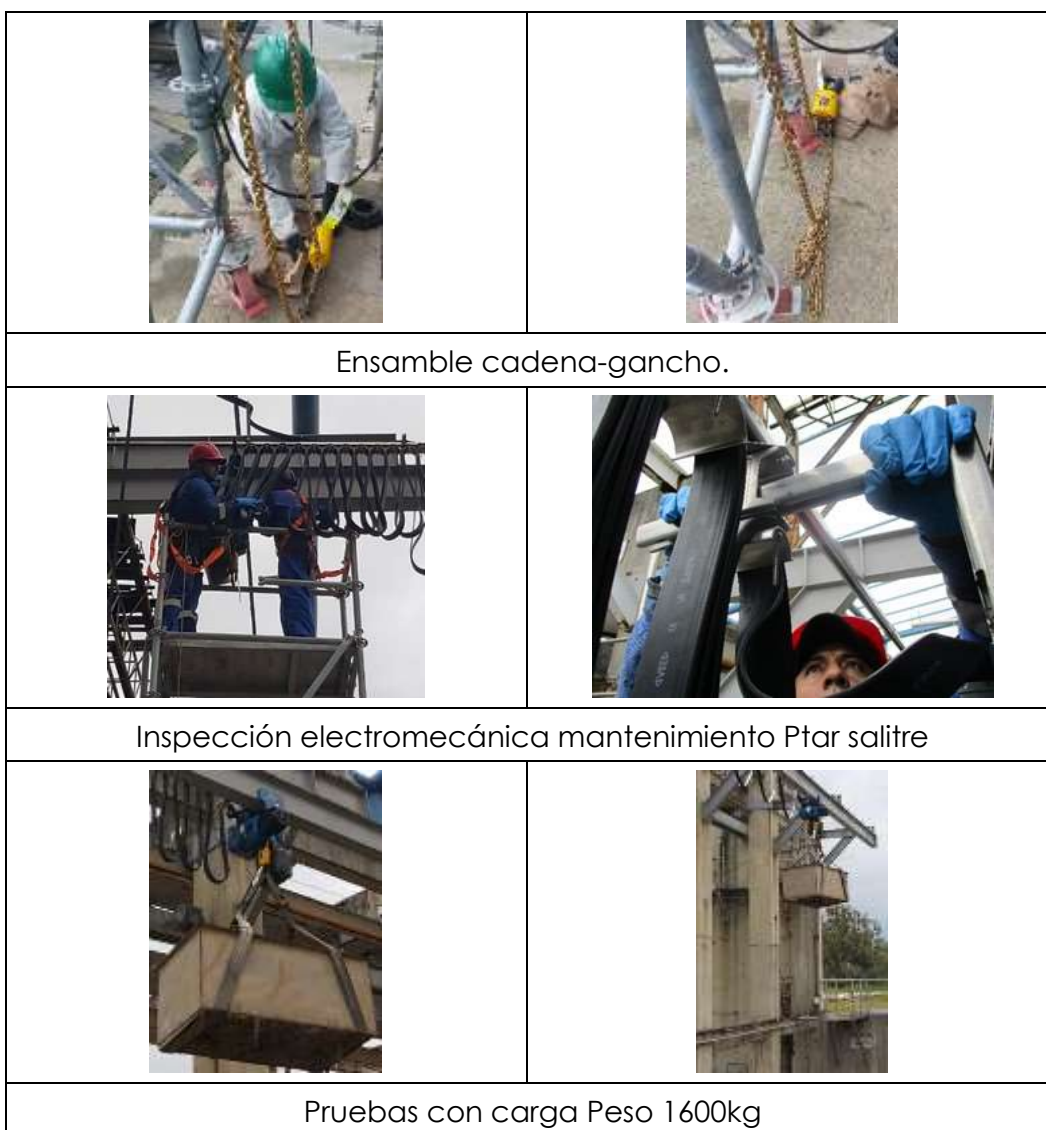 Ensamble cadena-gancho.
Inspección electromecánica mantenimiento Ptar salitre
Pruebas con carga Peso 1600kg